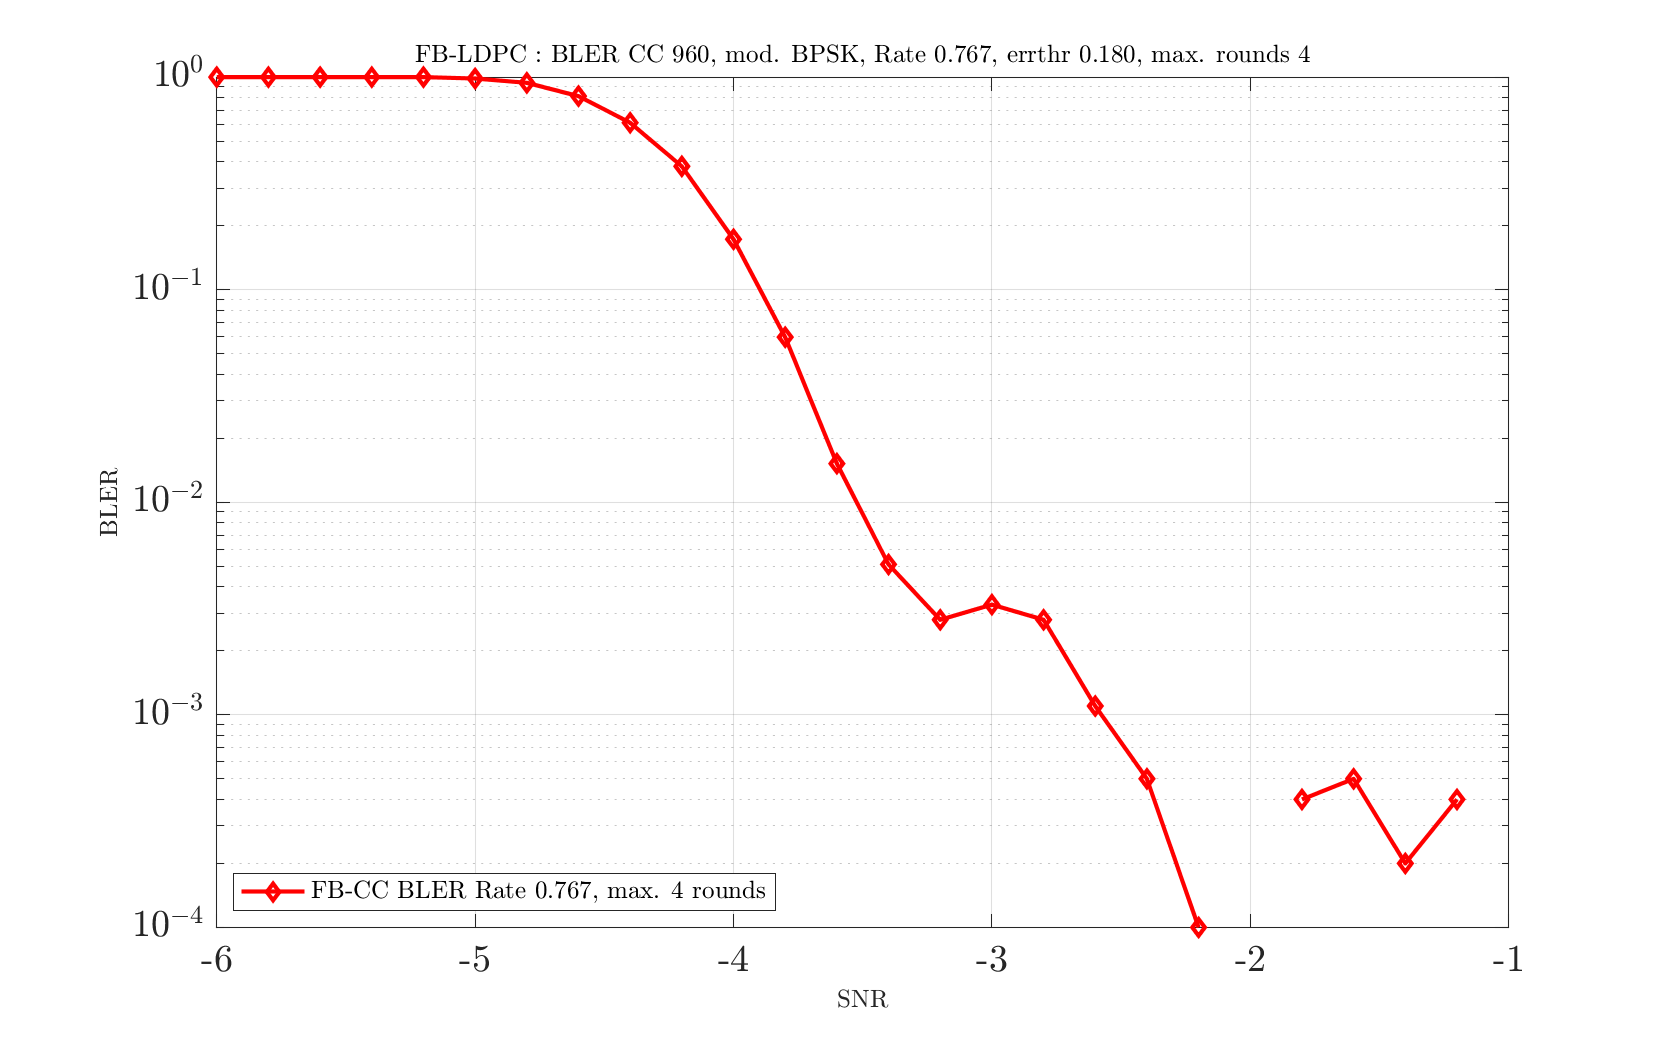 FB-LDPC : BLER CC 960, mod. BPSK, Rate 0.767, errthr 0.180, max. rounds 4
10^0
10^{-1}
10^{-2}
10^{-3}
10^{-4}
BLER
FB-CC BLER Rate 0.767, max. 4 rounds
-6 -5 -4 -3 -2 -1
SNR